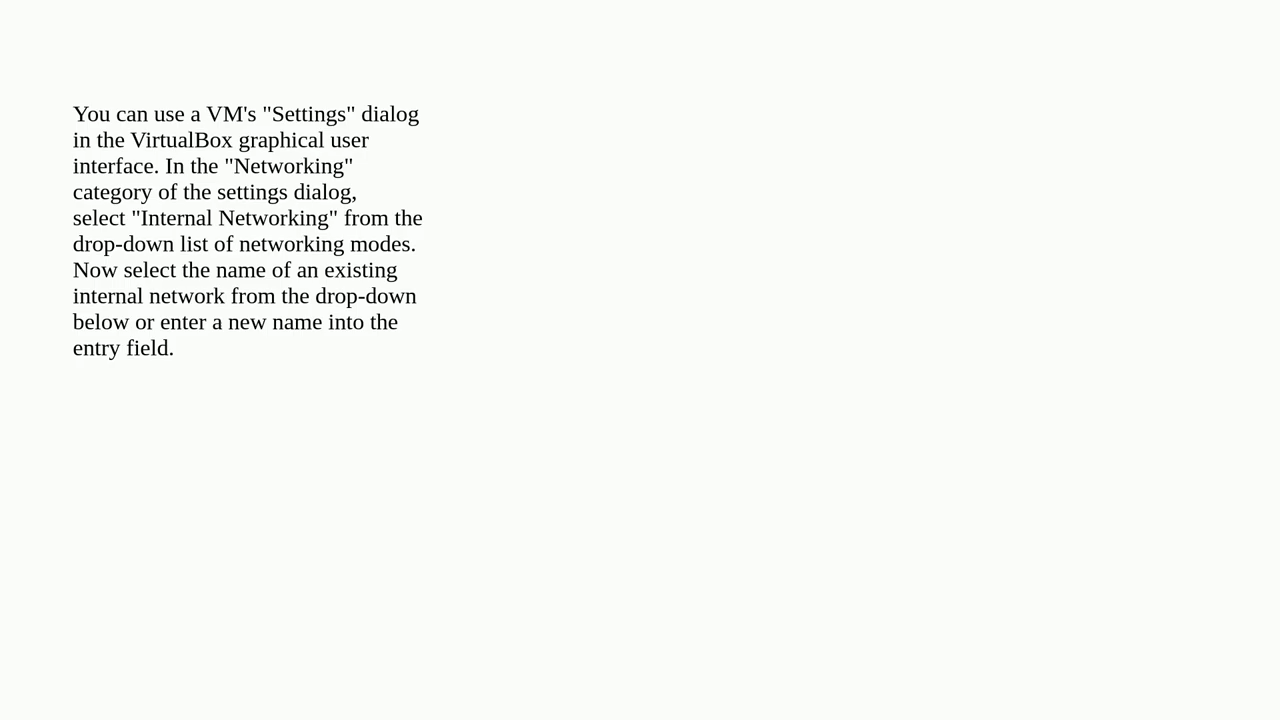 You can use a VM's "Settings" dialog
in the VirtualBox graphical user
interface. In the "Networking"
category of the settings dialog,
select "Internal Networking" from the
drop-down list of networking modes.
Now select the name of an existing
internal network from the drop-down
below or enter a new name into the
entry field.